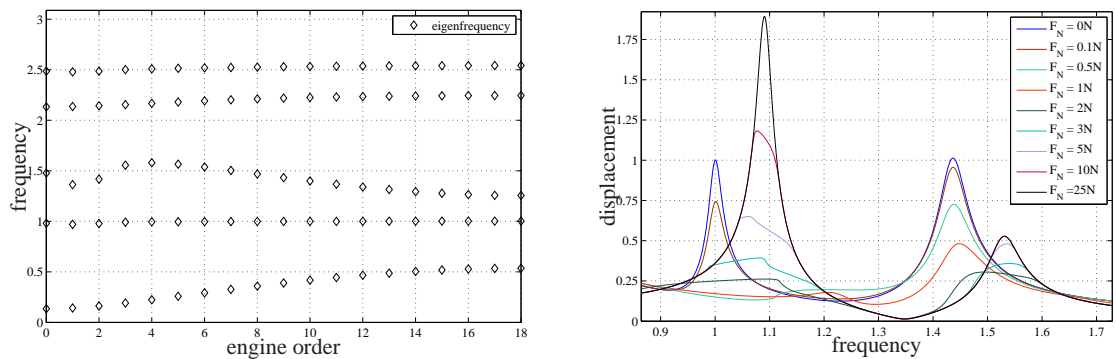 3
2.5
2
1.5
1
0.5
0
frequency
0 2 4 6 8 10 12 14 16 18
engine order
eigenfrequency
1.75
1.5
1.25
1
0.75
0.5
0.25
0
displacement
0.9 1 1.1 1.2 1.3 1.4 1.5 1.6 1.7
frequency
F_N = 0N
F_N = 0.1N
F_N = 0.5N
F_N = 1N
F_N = 2N
F_N = 3N
F_N = 5N
F_N = 10N
F_N =25N